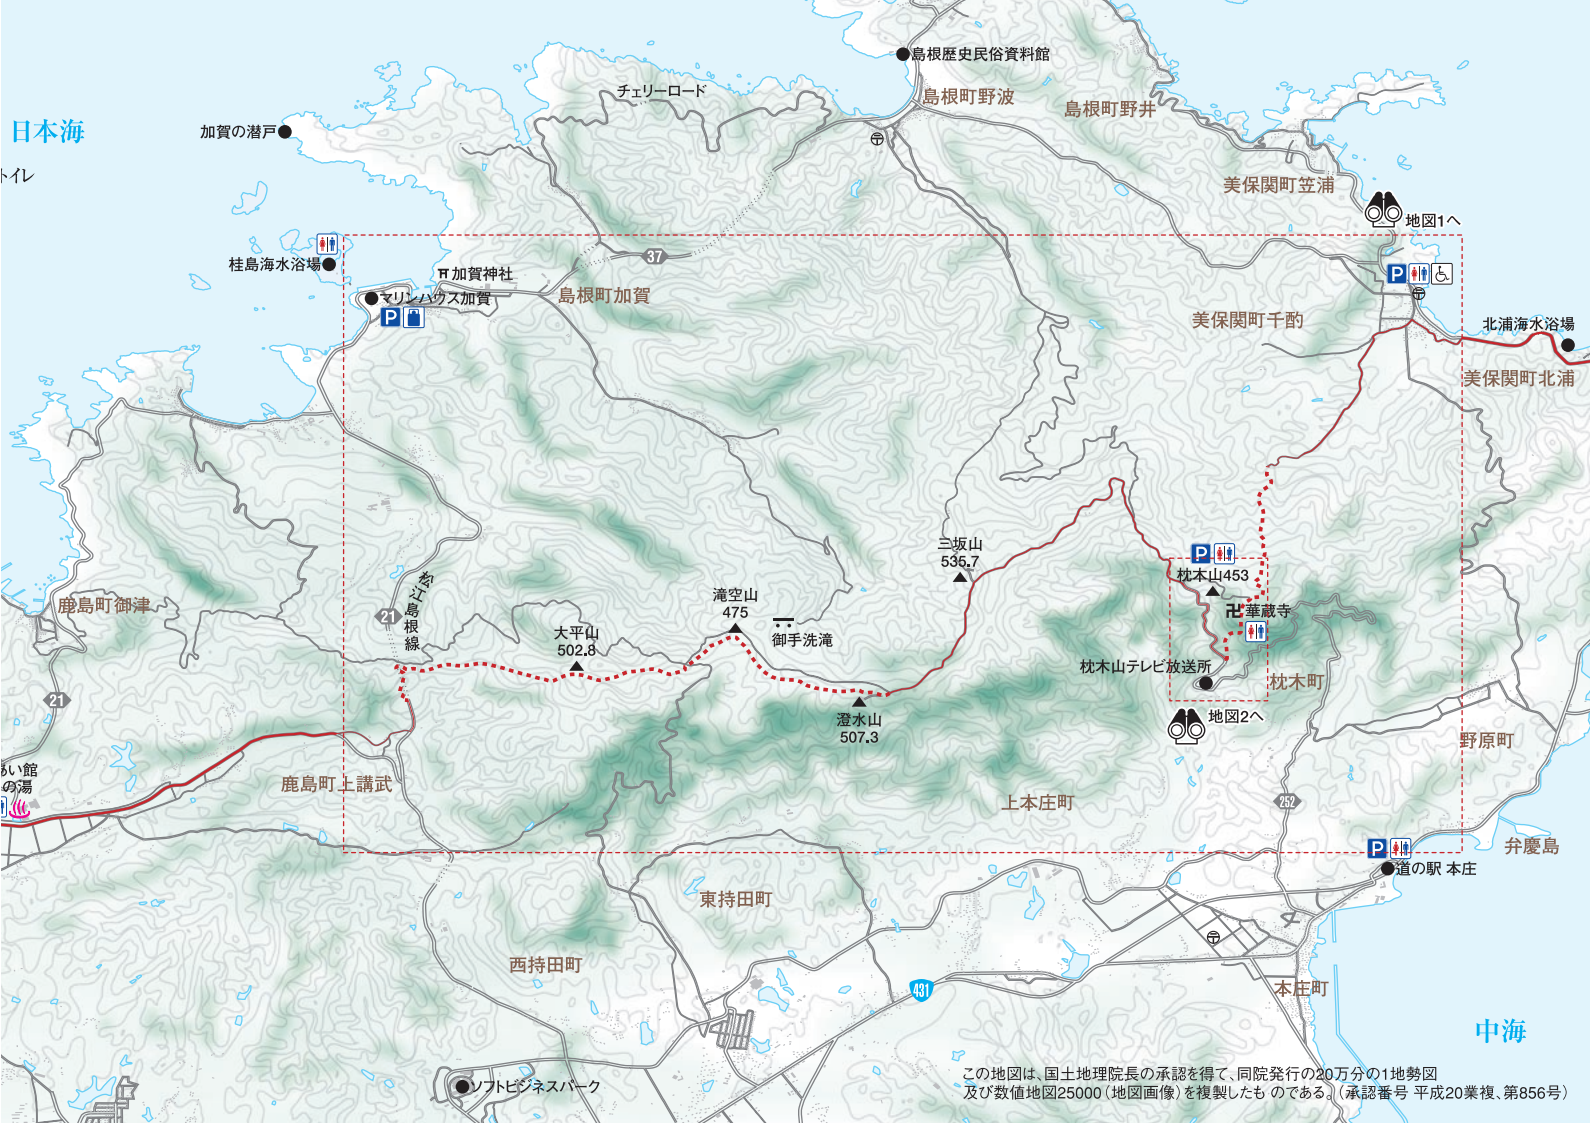 島根歴史民俗資料館
チェリーロード
島根町野波
島根町野井
日本海
加賀の潜戸
トイレ
美保関町笠浦
地図1へ
37
桂島海水浴場
加賀神社
P
マリンハウス加賀
島根町加賀
P
美保関町千酌
北浦海水浴場
美保関町北浦
三坂山
535.7
P
枕木山453
松江島根線
滝空山
475
鹿島町御津
21
華蔵寺
大平山
502.8
御手洗滝
枕木山テレビ放送所
枕木町
21
澄水山
507.3
地図2へ
野原町
い館
の湯
鹿島町上講武
上本庄町
252
P
弁慶島
道の駅 本庄
東持田町
西持田町
431
本庄町
中海
この地図は、国土地理院長の承認を得て、同院発行の20万分の1地勢図
及び数値地図25000（地図画像）を複製したものである。（承認番号 平成20業複、第856号）
ソフトビジネスパーク